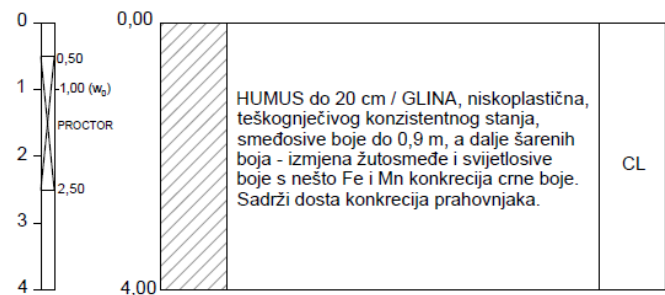 0
0,00
0,50
1
1,00 (w₀)
PROCTOR
2
2,50
3
4
4,00
HUMUS do 20 cm / GLINA, niskoplastična,
teškognječivog konzistentnog stanja,
smeđosive boje do 0,9 m, a dalje šarenih
boja - izmjena žutosmeđe i svijetlosive
boje s nešto Fe i Mn konkrecija crne boje.
Sadrži dosta konkrecija prahovnjaka.
CL